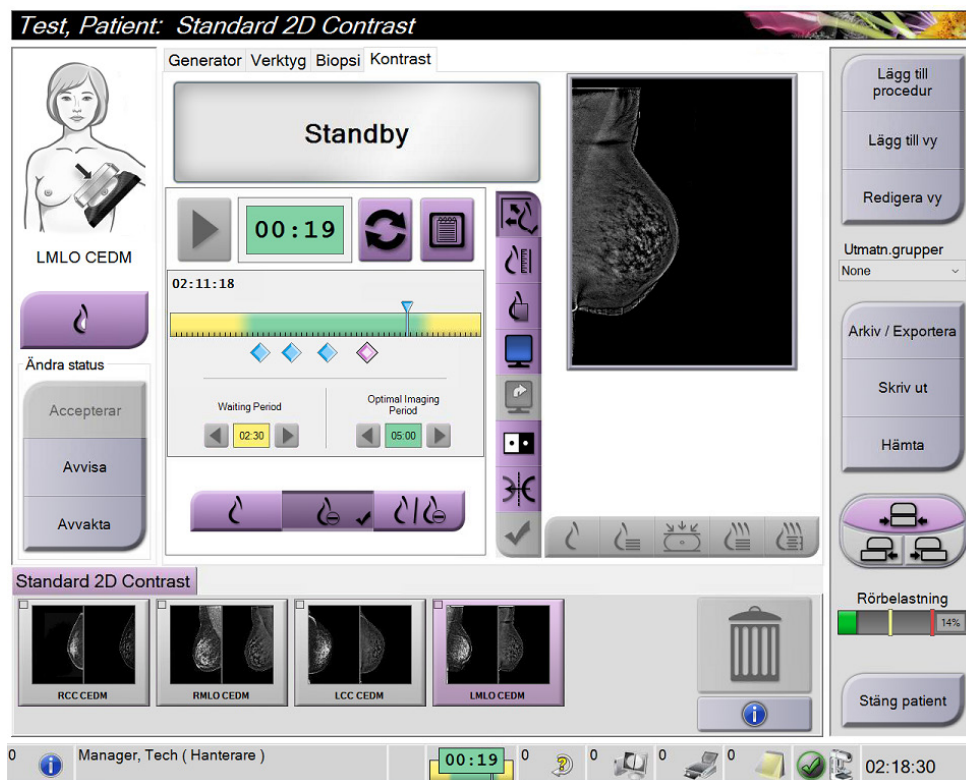 Test, Patient: Standard 2D Contrast
Generator Verktyg Biopsi Kontrast
Standby
LMLO CEDM
00:19
02:11:18
Waiting Period
Optimal Imaging
Period
02:30
05:00
Ändra status
Accepterar
Avvisa
Avvakta
Lägg till
procedur
Lägg till vy
Redigera vy
Utmatn.grupper
None
Arkiv / Exportera
Skriv ut
Hämta
Rörbelastning
14%
Stäng patient
Standard 2D Contrast
RCC CEDM
RMLO CEDM
LCC CEDM
LMLO CEDM
0
Manager, Tech ( Hanterare )
00:19
0
0
0
0
02:18:30